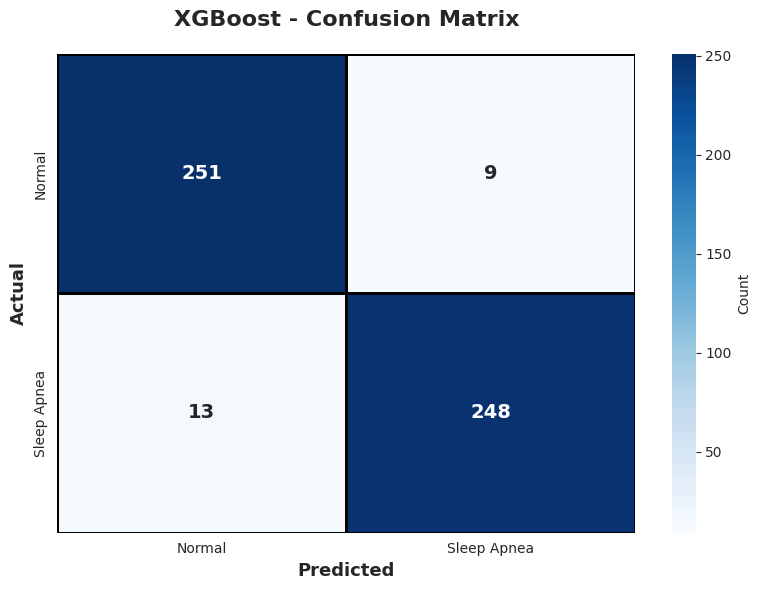 XGBoost - Confusion Matrix
Actual
Normal
Sleep Apnea
251
9
13
248
Normal
Sleep Apnea
Predicted
250
200
150
100
50
Count